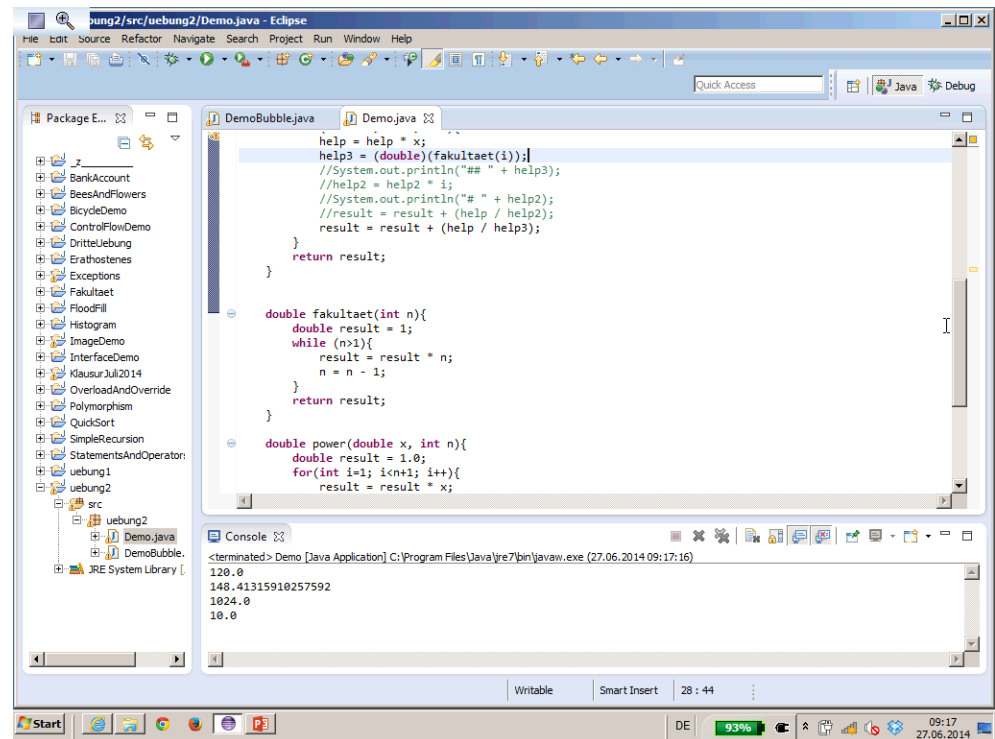 bung2/src/uebung2/Demo.java - Eclipse
File Edit Source Refactor Navigate Search Project Run Window Help
Quick Access
Java
Debug
Package E...
_z_________
BankAccount
BeesAndFlowers
BicycleDemo
ControlFlowDemo
DritteUebung
Erathostenes
Exceptions
Fakultaet
FloodFill
Histogram
ImageDemo
InterfaceDemo
KlausurJuli2014
OverloadAndOverride
Polymorphism
QuickSort
SimpleRecursion
StatementsAndOperator:
uebung1
uebung2
src
uebung2
Demo.java
DemoBubble.
JRE System Library [.
DemoBubble.java
Demo.java
help = help * x;
help3 = (double)(fakultaet(i));
//System.out.println("## " + help3);
//help2 = help2 * i;
//System.out.println("# " + help2);
//result = result + (help / help2);
result = result + (help / help3);
}
return result;
}
double fakultaet(int n){
double result = 1;
while (n>1){
result = result * n;
n = n - 1;
}
return result;
}
double power(double x, int n){
double result = 1.0;
for(int i=1; i<n+1; i++){
result = result * x;
Console
<terminated> Demo [Java Application] C:\Program Files\Java\jre7\bin\javaw.exe (27.06.2014 09:17:16)
120.0
148.41315910257592
1024.0
10.0
Writable
Smart Insert
28 : 44
Start
DE
93%
09:17
27.06.2014